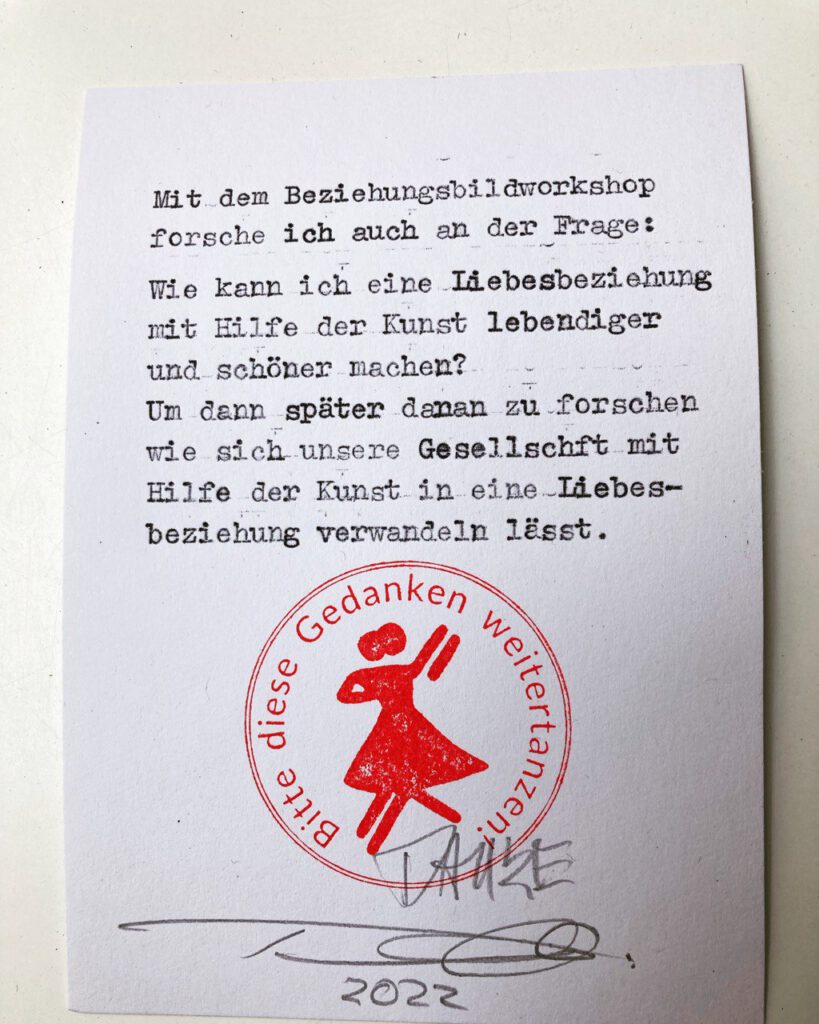 Mit dem Beziehungsbildworkshop
forsche ich auch an der Frage:
Wie kann ich eine Liebesbeziehung
mit Hilfe der Kunst lebendiger
und schöner machen?
Um dann später danan zu forschen
wie sich unsere Gesellschft mit
Hilfe der Kunst in eine Liebes-
beziehung verwandeln lässt.
Bitte diese Gedanken weitertanzen!
TANZE
2022